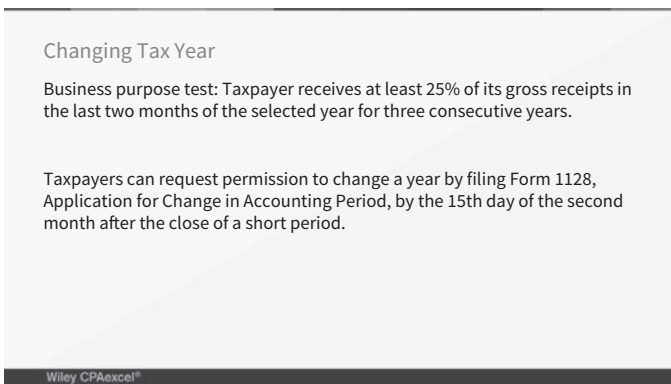 Changing Tax Year
Business purpose test: Taxpayer receives at least 25% of its gross receipts in
the last two months of the selected year for three consecutive years.
Taxpayers can request permission to change a year by filing Form 1128,
Application for Change in Accounting Period, by the 15th day of the second
month after the close of a short period.
Wiley CPAexcel®